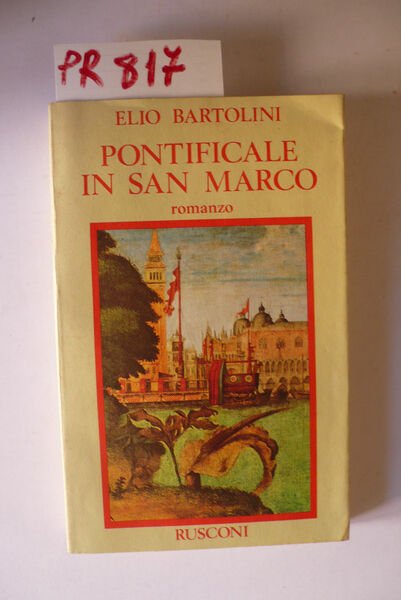 PR 817
ELIO BARTOLINI
PONTIFICALE
IN SAN MARCO
romanzo
RUSCONI